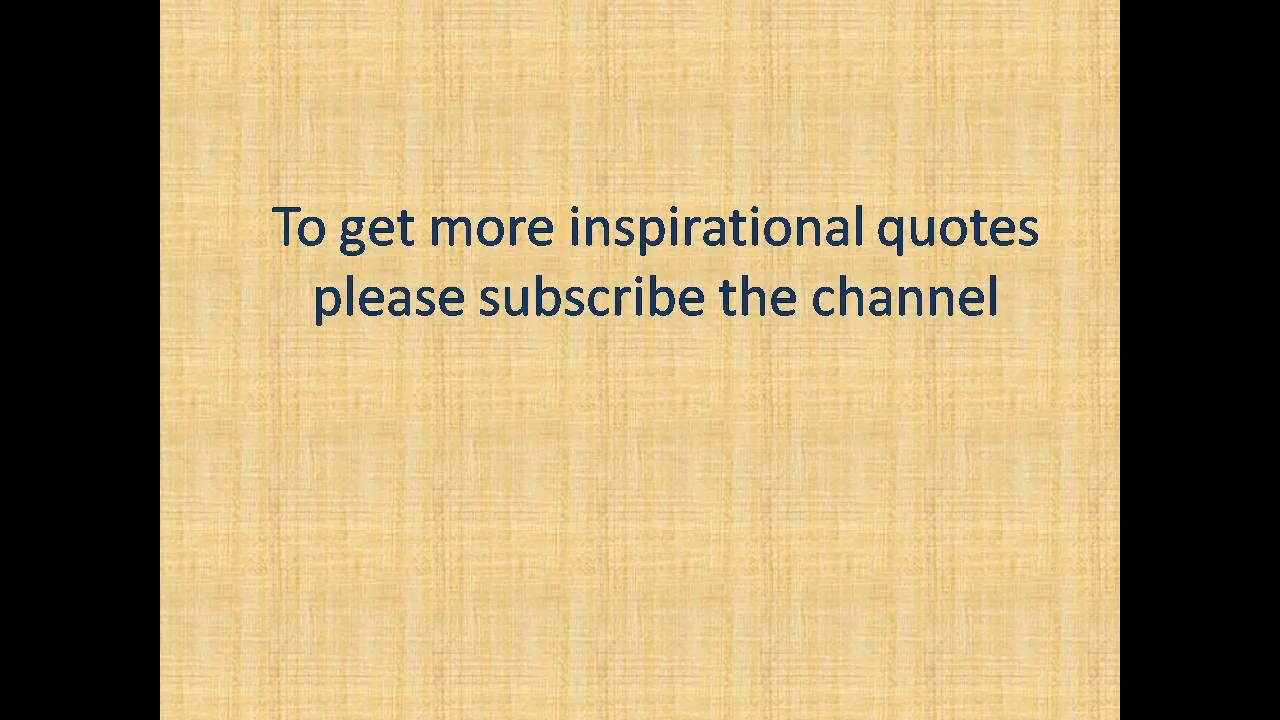 To get more inspirational quotes
please subscribe the channel